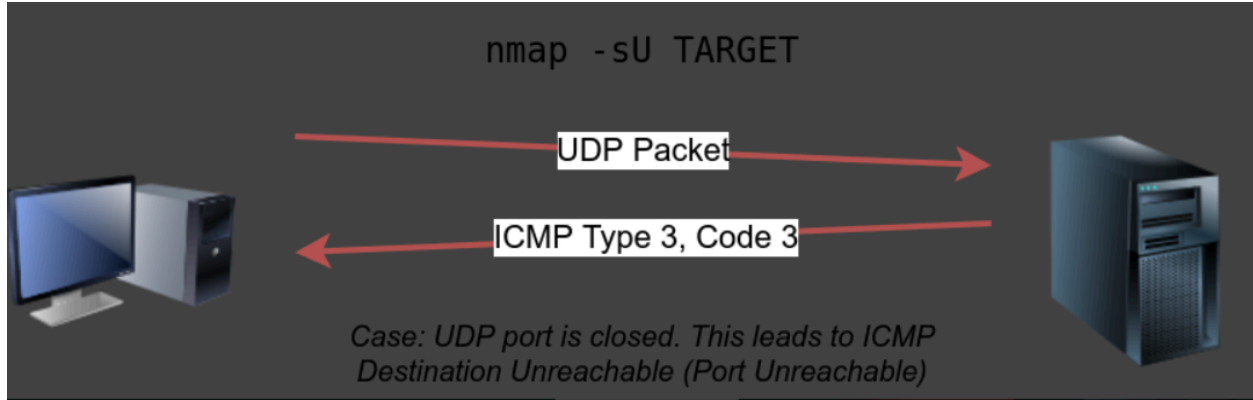 nmap -sU TARGET
UDP Packet
ICMP Type 3, Code 3
Case: UDP port is closed. This leads to ICMP
Destination Unreachable (Port Unreachable)